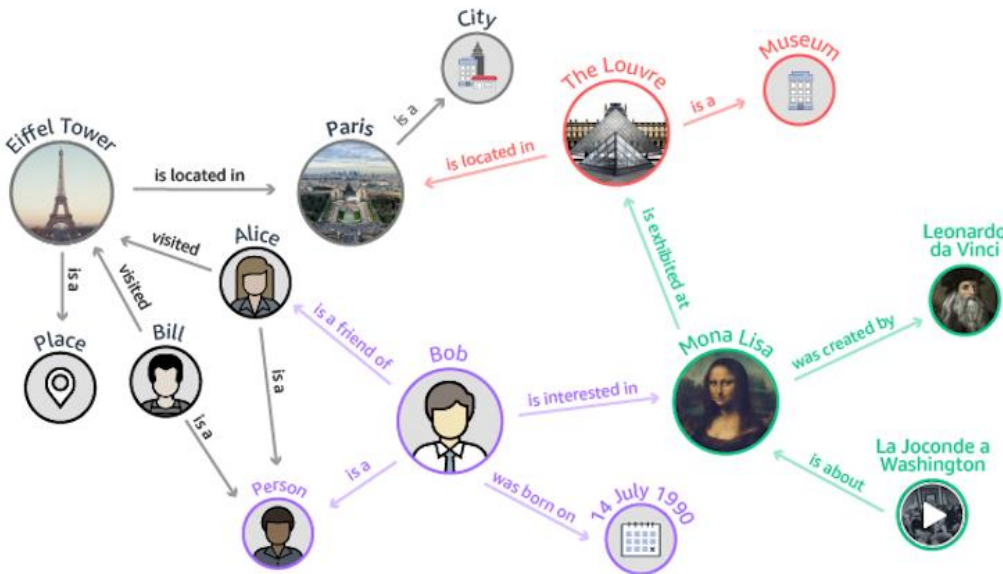 City
is a
Museum
The Louvre
is a
Eiffel Tower
Paris
is located in
is located in
Alice
visited
visited
is a
is exhibited at
Leonardo
da Vinci
Place
Bill
is a friend of
Bob
Mona Lisa
was created by
is a
is a
is interested in
Person
is a
was born on
14 July 1990
is about
La Joconde a
Washington